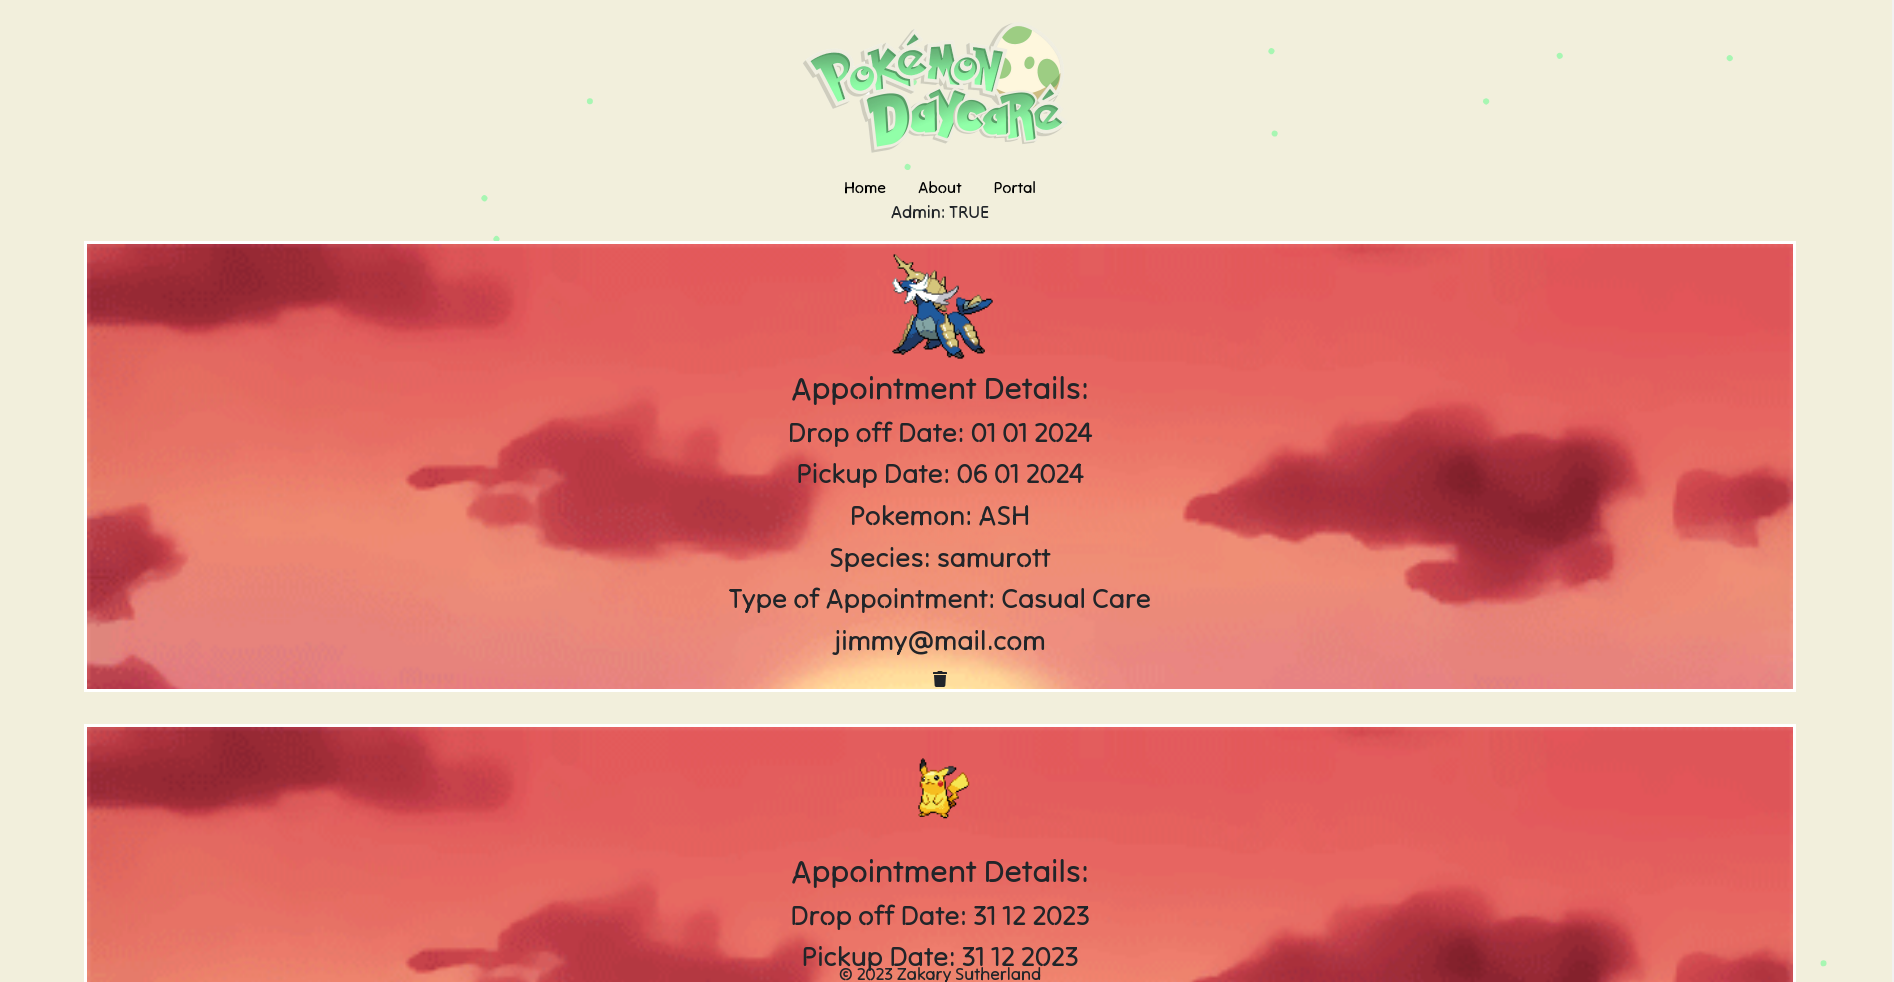 Pokémon
Daycaré
Home About Portal
Admin: TRUE
Appointment Details:
Drop off Date: 01 01 2024
Pickup Date: 06 01 2024
Pokemon: ASH
Species: samurott
Type of Appointment: Casual Care
jimmy@mail.com
Appointment Details:
Drop off Date: 31 12 2023
Pickup Date: 31 12 2023
© 2023 Zakary Sutherland